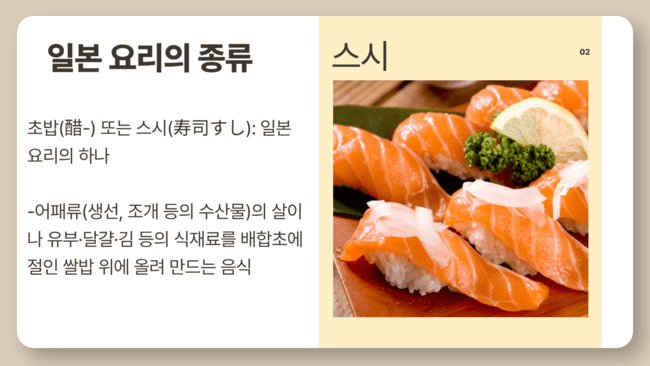 일본 요리의 종류
초밥(醋-) 또는 스시(寿司すし): 일본
요리의 하나
-어패류(생선, 조개 등의 수산물)의 살이
나 유부·달걀·김 등의 식재료를 배합초에
절인 쌀밥 위에 올려 만드는 음식
스시
02